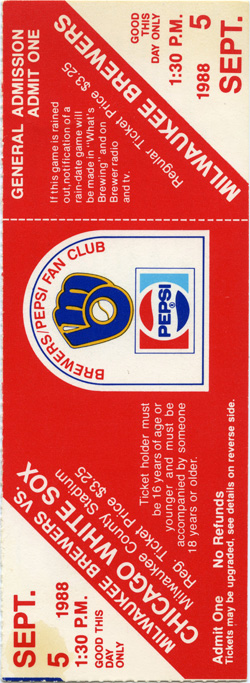 SEPT.
5
1988
1:30 P.M.
GOOD THIS
DAY ONLY
MILWAUKEE BREWERS VS.
CHICAGO WHITE SOX
Milwaukee County Stadium
Reg. Ticket Price $3.25
Ticket holder must
be 16 years of age or
younger and must be
accompanied by someone
18 years or older.
Admit One No Refunds
Tickets may be upgraded, see details on reverse side.
BREWERS/PEPSI FAN CLUB
PEPSI
GENERAL ADMISSION
ADMIT ONE
If this game is rained
out, notification of a
rain-date game will
be made in "What's
Brewing" and on
Brewer radio
and tv.
MILWAUKEE BREWERS
Regular Ticket Price $3.25
GOOD
THIS
DAY ONLY
1:30 P.M.
1988
5
SEPT.